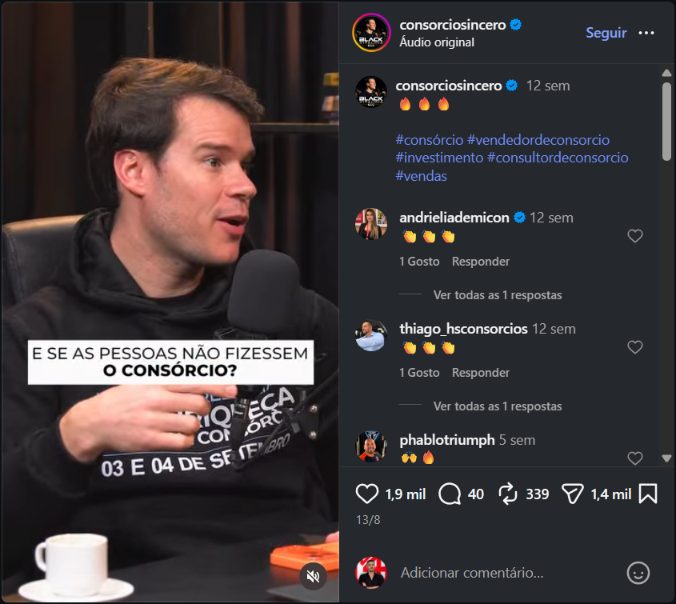 consorciosincero
Áudio original
Seguir
consorciosincero 12 sem
🔥 🔥 🔥
#consórcio #vendedordeconsorcio
#investimento #consultordeconsorcio
#vendas
andrieliademicon 12 sem
👏 👏 👏
1 Gosto Responder
Ver todas as 1 respostas
thiago_hsconsorcios 12 sem
👏 👏 👏
1 Gosto Responder
Ver todas as 1 respostas
phablotriumph 5 sem
🙌 🔥
1,9 mil 40 339 1,4 mil
13/8
Adicionar comentário...
E SE AS PESSOAS NÃO FIZESSEM
O CONSÓRCIO?
CONSÓRC
03 E 04 DE SETEMBRO
BLACK
BLACK